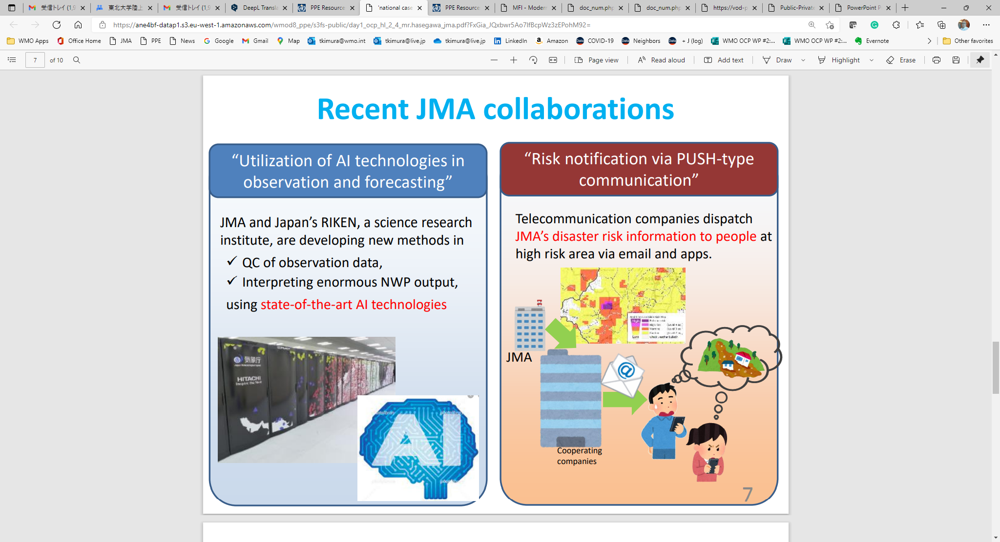 受信トレイ (1,9
東北大学陸上
受信トレイ (1,9
DeepL Transla
PPE Resource
'national case
PPE Resource
MFI - Modern
doc_num.php
doc_num.php
https://vod-p
Public-Private
PowerPoint P
https://ane4bf-datap1.s3.eu-west-1.amazonaws.com/wmod8_ppe/s3fs-public/day1_ocp_hl_2_4_mr.hasegawa_jma.pdf?FxGia_JQxbwr5Ao7IfBcpWz3zEPohM92=
WMO Apps
Office Home
JMA
PPE
News
Google
Gmail
Map
tkimura@wmo.int
tkimura@live.jp
tkimura@live.jp
LinkedIn
Amazon
COVID-19
Neighbors
+ J (log)
WMO OCP WP #2:...
WMO OCP WP #2:...
Evernote
Other favorites
7 of 10
Page view
Read aloud
Add text
Draw
Highlight
Erase
Recent JMA collaborations
“Utilization of AI technologies in
observation and forecasting”
JMA and Japan’s RIKEN, a science research
institute, are developing new methods in
✓ QC of observation data,
✓ Interpreting enormous NWP output,
using state-of-the-art AI technologies
気象庁
HITACHI
Inspire the Next
AI
“Risk notification via PUSH-type
communication”
Telecommunication companies dispatch
JMA’s disaster risk information to people at
high risk area via email and apps.
High
Low
JMA
@
Cooperating
companies
7